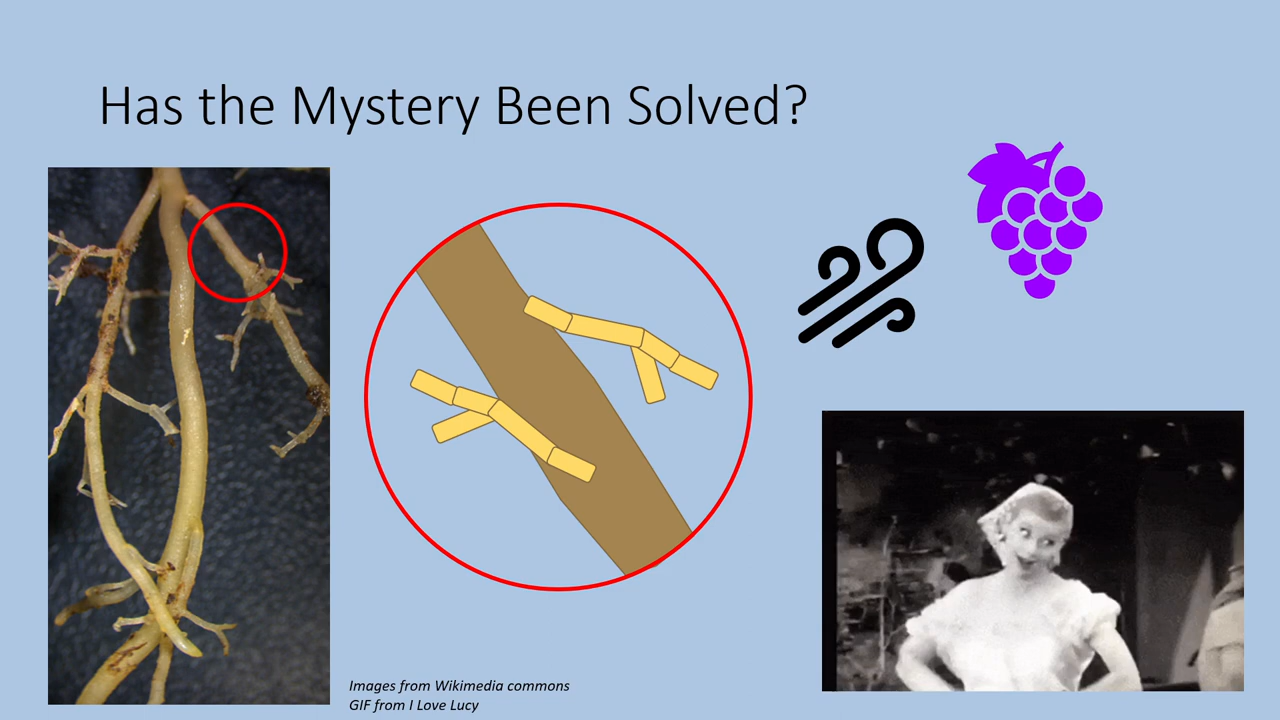 Has the Mystery Been Solved?
Images from Wikimedia commons
GIF from I Love Lucy